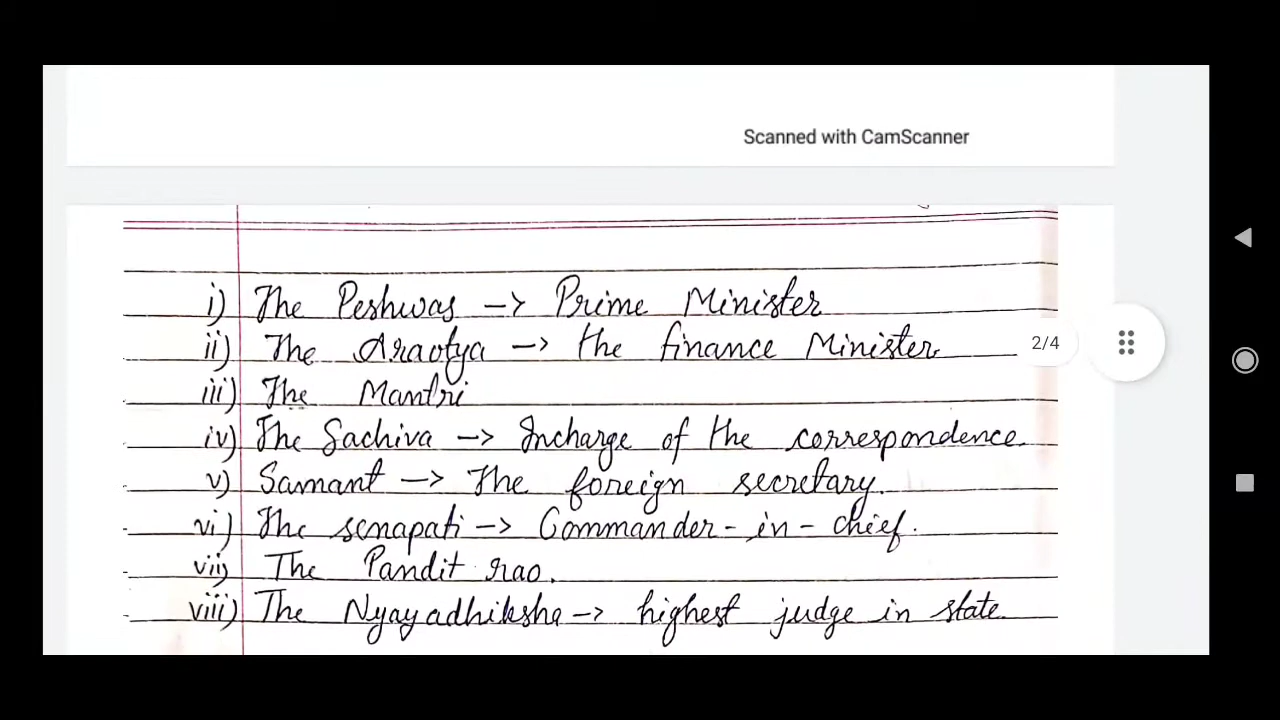 Scanned with CamScanner
i) The Peshwas -> Prime Minister
2/4
ii) The Araotya -> the finance Minister.
iii) The Mantri
iv) The Sachiva -> Incharge of the correspondence.
v) Samant -> The foreign secretary.
vi) The senapati -> Commander-in-chief.
vii) The Pandit rao.
viii) The Nyayadhiksha -> highest judge in state.